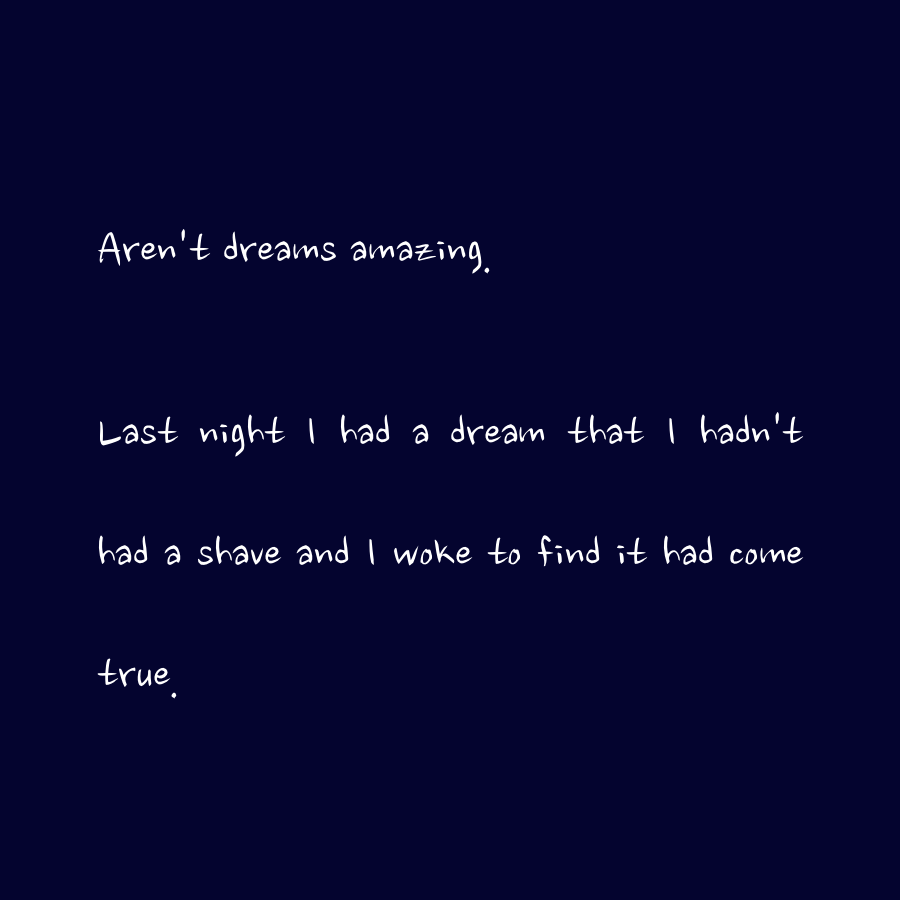 Aren't dreams amazing.
Last night I had a dream that I hadn't
had a shave and I woke to find it had come
true.